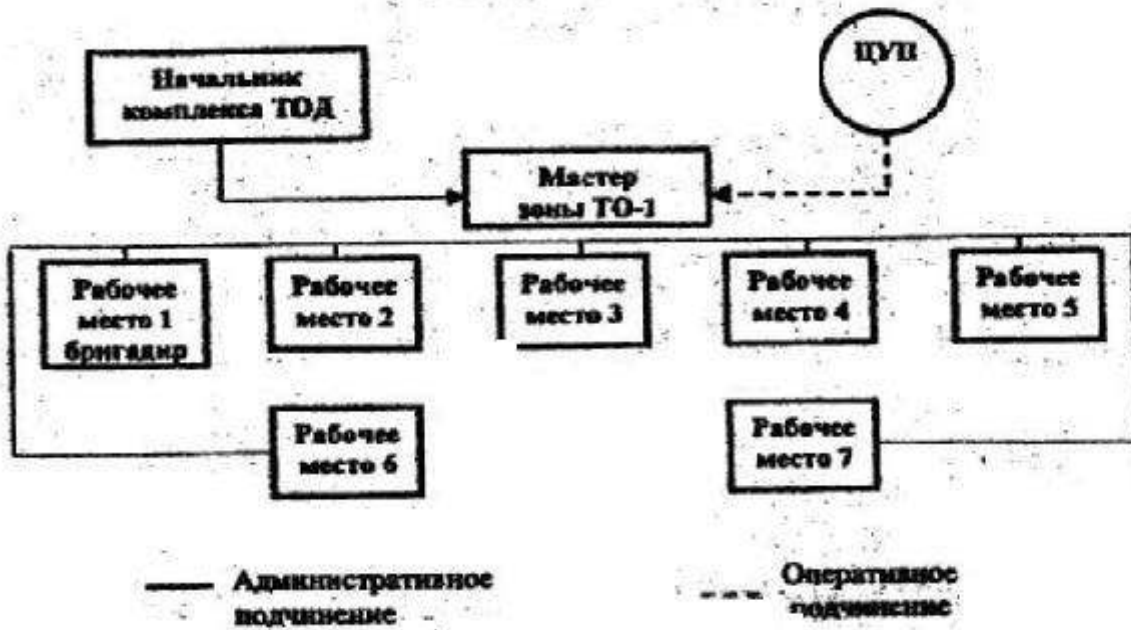 Начальник
комплекса ТОД
ЦУП
Мастер
зоны ТО-1
Рабочее
место 1
бригадир
Рабочее
место 2
Рабочее
место 3
Рабочее
место 4
Рабочее
место 5
Рабочее
место 6
Рабочее
место 7
Административное
подчинение
Оперативное
подчинение